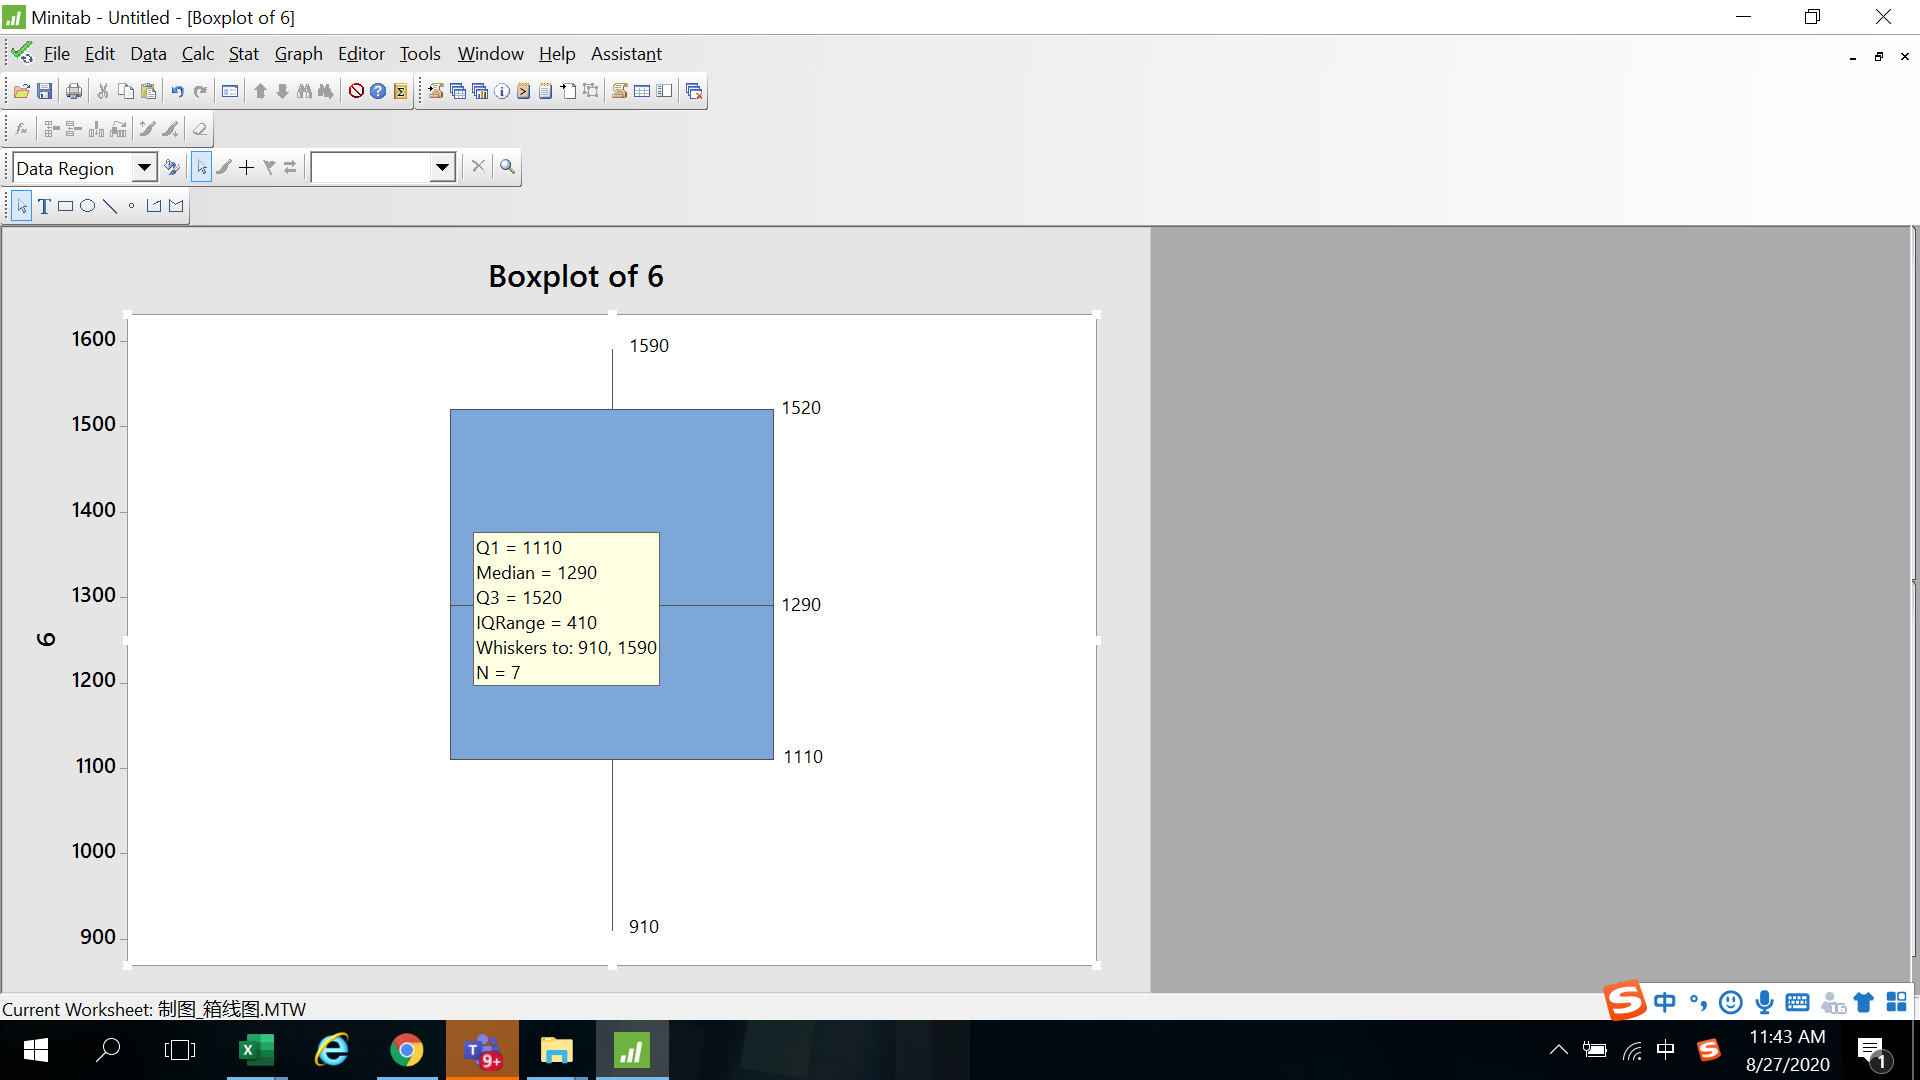 Minitab - Untitled - [Boxplot of 6]
File Edit Data Calc Stat Graph Editor Tools Window Help Assistant
Data Region
Boxplot of 6
1600
1500
1400
1300
1200
1100
1000
900
6
1590
1520
1290
1110
910
Q1 = 1110
Median = 1290
Q3 = 1520
IQRange = 410
Whiskers to: 910, 1590
N = 7
Current Worksheet: 制图_箱线图.MTW
中
9+
中
11:43 AM
8/27/2020
1